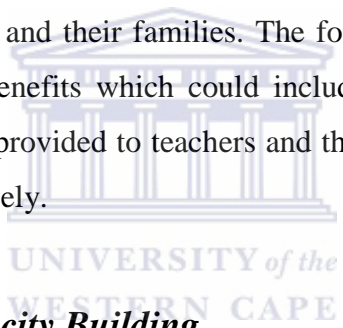 and their families. The fo
enefits which could includ
provided to teachers and th
ely.
UNIVERSITY of the
WESTERN CAPE
city Building